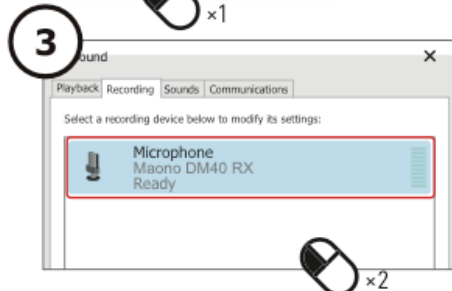 ×1
3
ound
×
Playback Recording Sounds Communications
Select a recording device below to modify its settings:
Microphone
Maono DM40 RX
Ready
×2